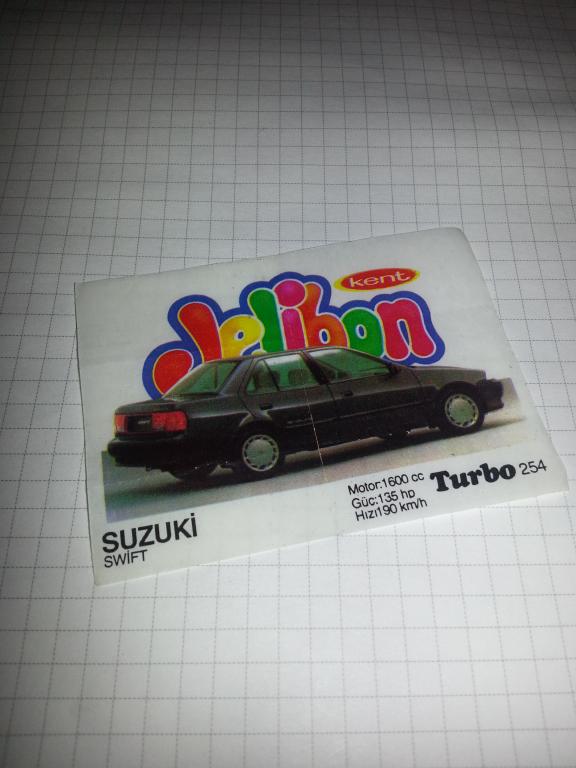 kent
Jelibon
Motor:1600 cc
Güc:135 hp
Hızı190 km/h
Turbo 254
SUZUKİ
SWİFT